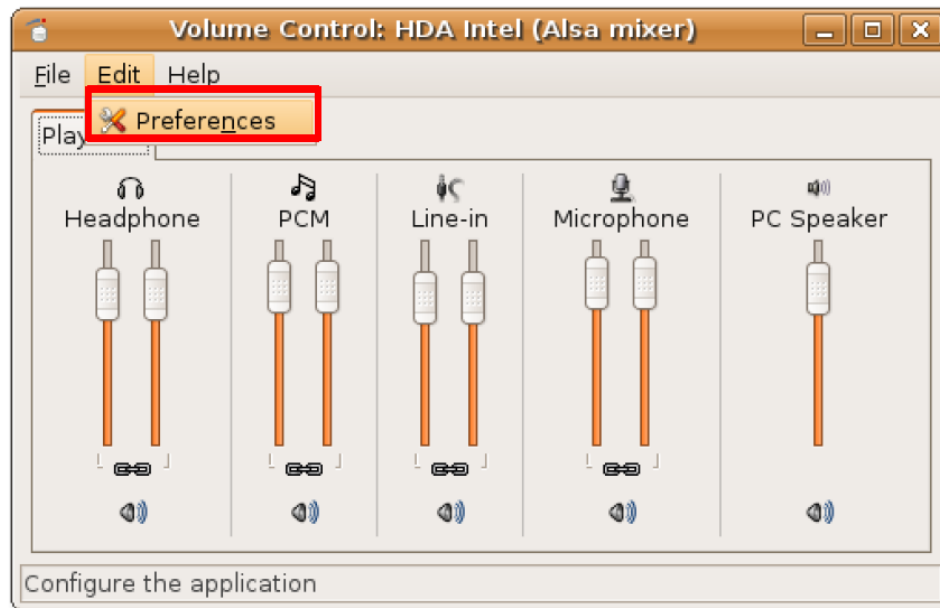 Volume Control: HDA Intel (Alsa mixer)
File Edit Help
Preferences
Play
Headphone PCM Line-in Microphone PC Speaker
Configure the application